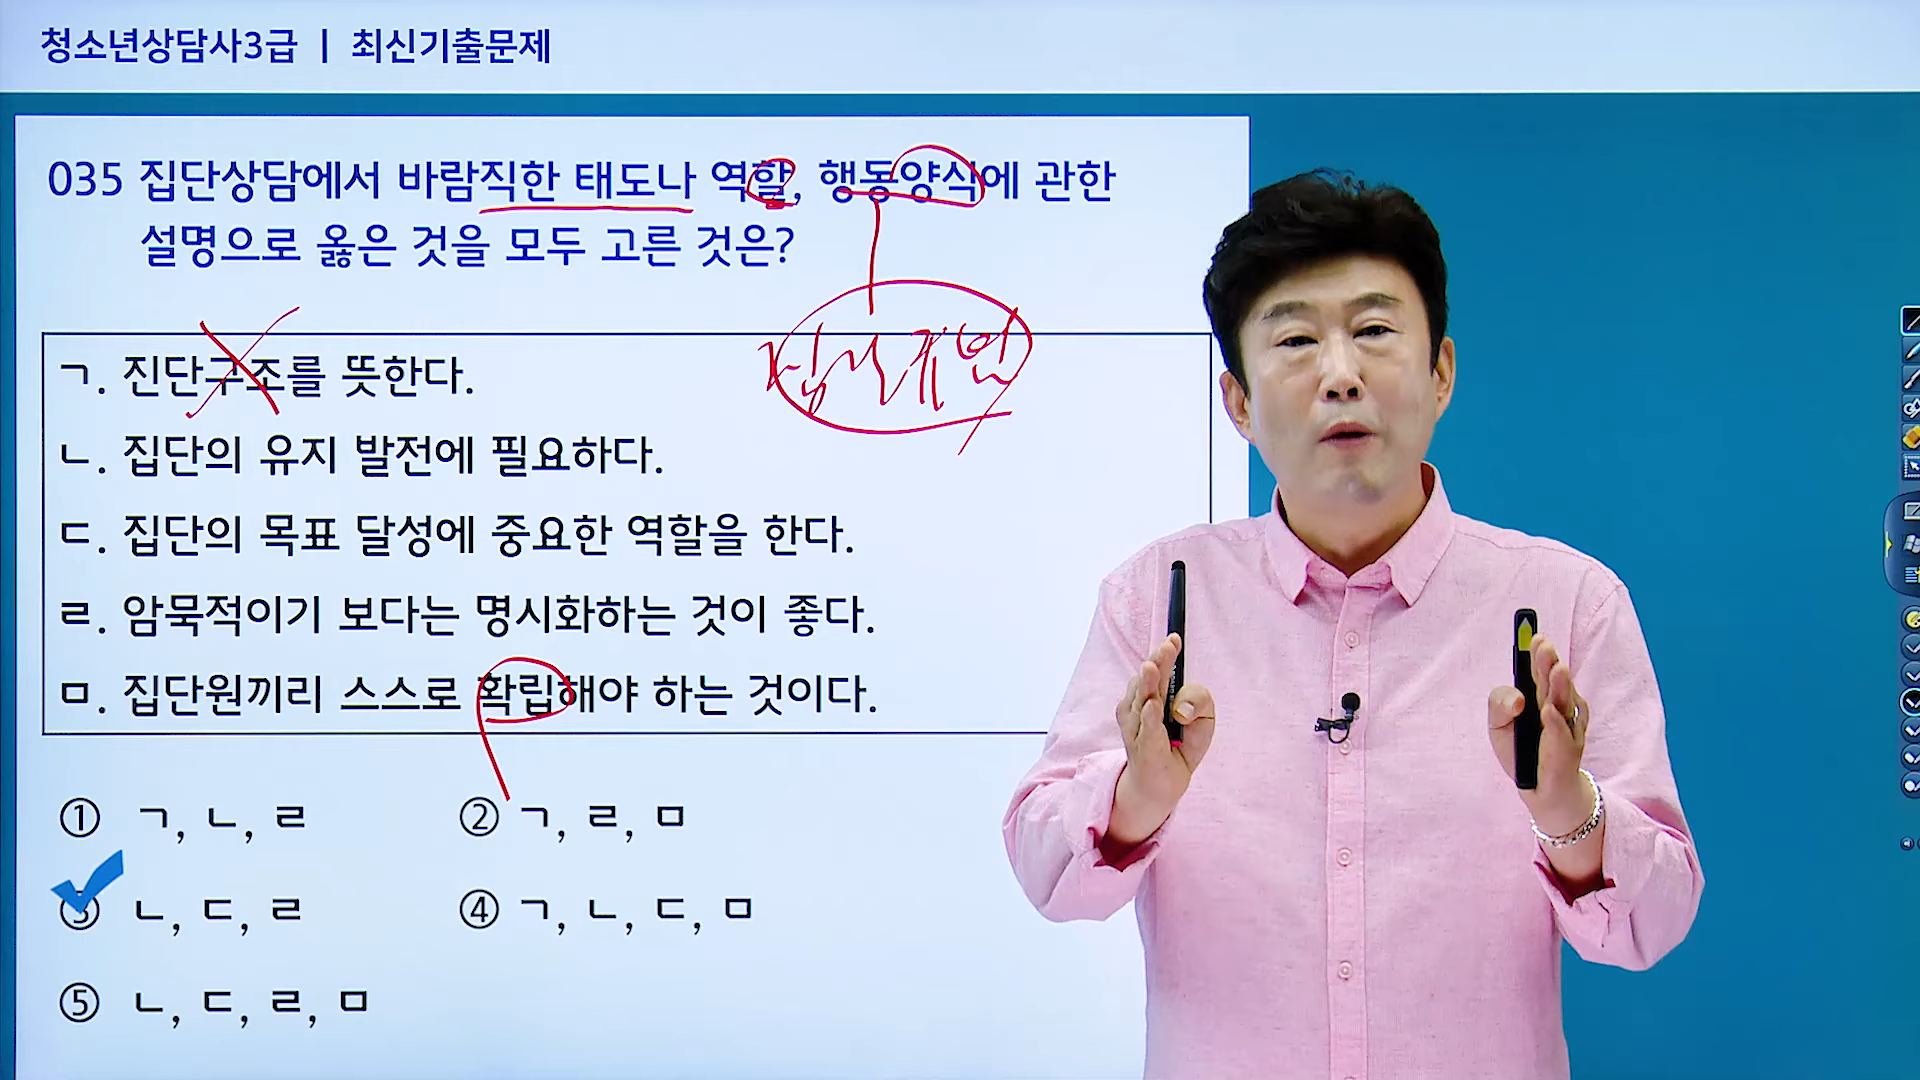 청소년상담사3급 | 최신기출문제
035 집단상담에서 바람직한 태도나 역할, 행동양식에 관한
설명으로 옳은 것을 모두 고른 것은?
ㄱ. 진단구조를 뜻한다.
ㄴ. 집단의 유지 발전에 필요하다.
ㄷ. 집단의 목표 달성에 중요한 역할을 한다.
ㄹ. 암묵적이기 보다는 명시화하는 것이 좋다.
ㅁ. 집단원끼리 스스로 확립해야 하는 것이다.
① ㄱ, ㄴ, ㄹ
② ㄱ, ㄹ, ㅁ
③ ㄴ, ㄷ, ㄹ
④ ㄱ, ㄴ, ㄷ, ㅁ
⑤ ㄴ, ㄷ, ㄹ, ㅁ